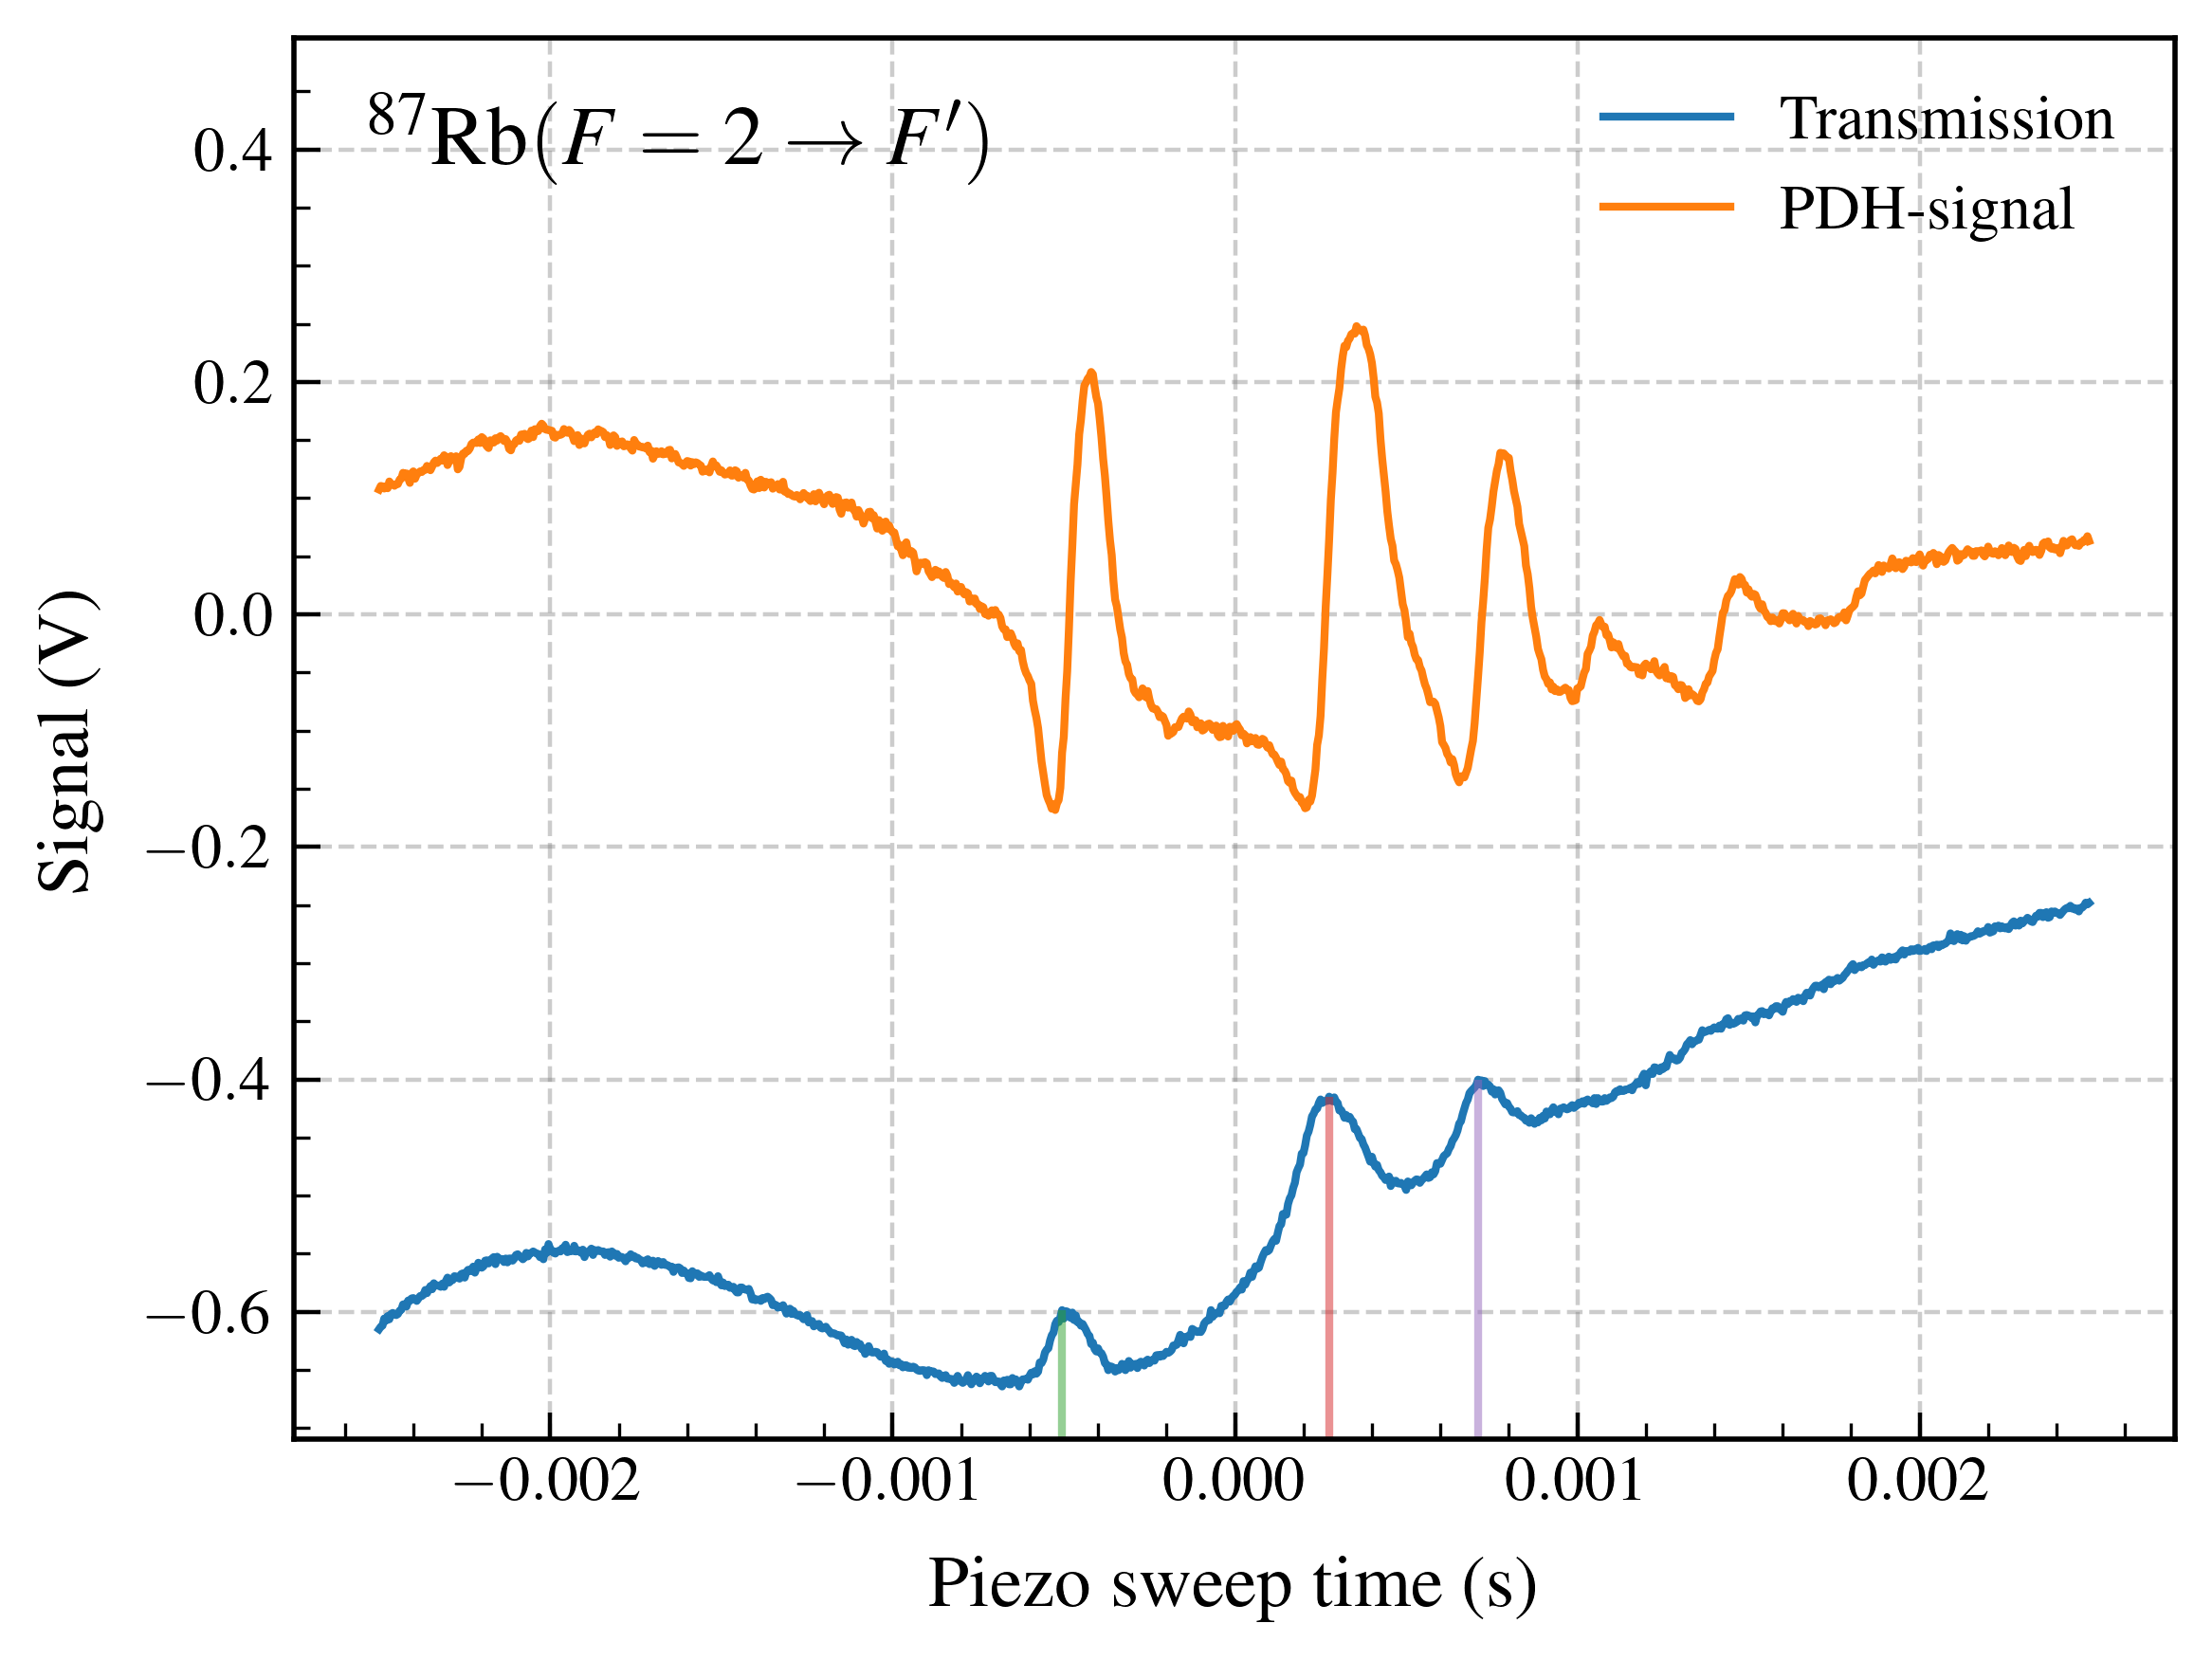 ⁸⁷Rb(F = 2 → F′)
Transmission
PDH-signal
0.4
0.2
0.0
−0.2
−0.4
−0.6
Signal (V)
−0.002 −0.001 0.000 0.001 0.002
Piezo sweep time (s)